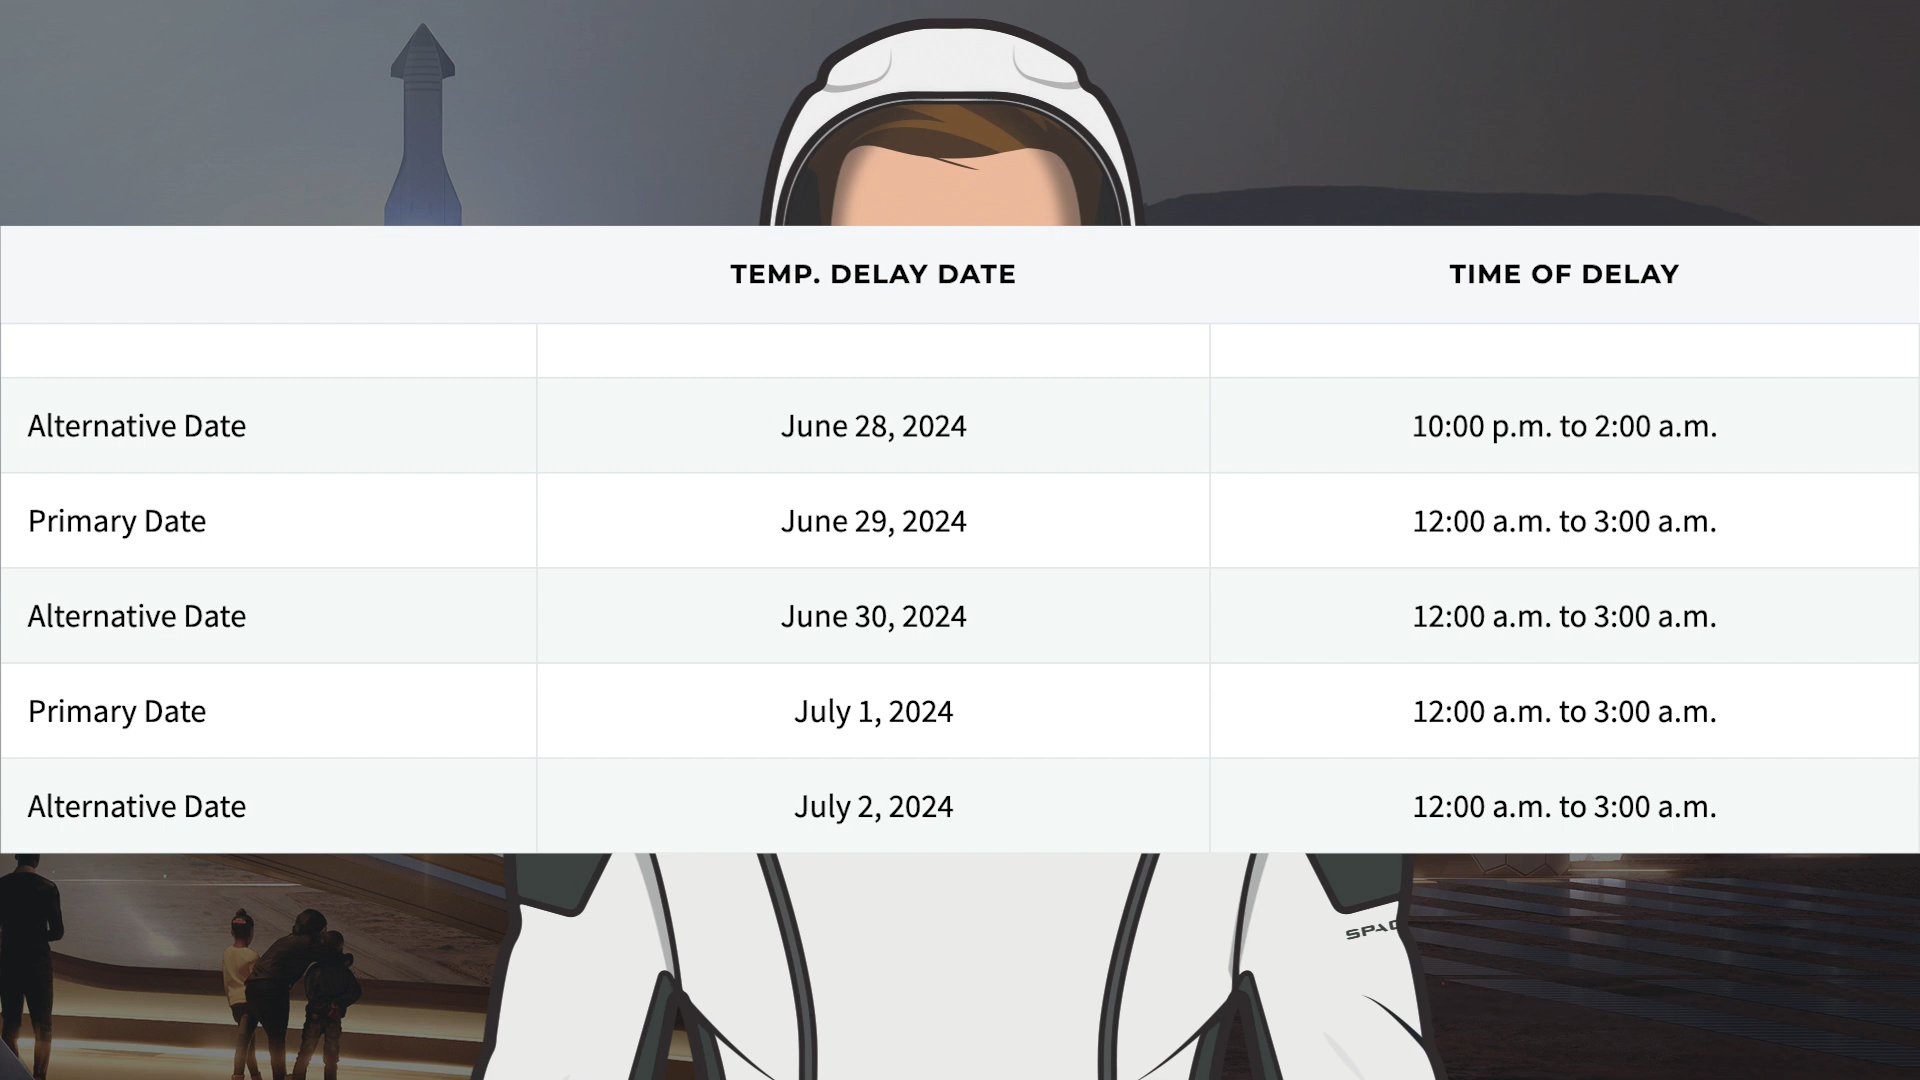 TEMP. DELAY DATE TIME OF DELAY
Alternative Date June 28, 2024 10:00 p.m. to 2:00 a.m.
Primary Date June 29, 2024 12:00 a.m. to 3:00 a.m.
Alternative Date June 30, 2024 12:00 a.m. to 3:00 a.m.
Primary Date July 1, 2024 12:00 a.m. to 3:00 a.m.
Alternative Date July 2, 2024 12:00 a.m. to 3:00 a.m.
SPAC